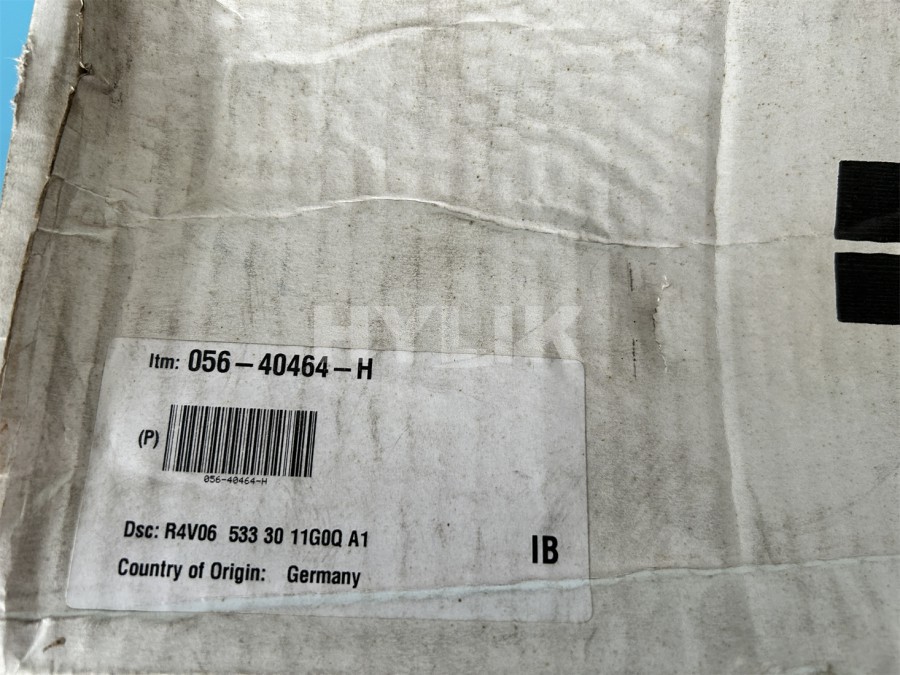 HYLIK
Itm: 056-40464-H
(P)
056-40464-H
Dsc: R4V06 533 30 11G0Q A1
IB
Country of Origin: Germany